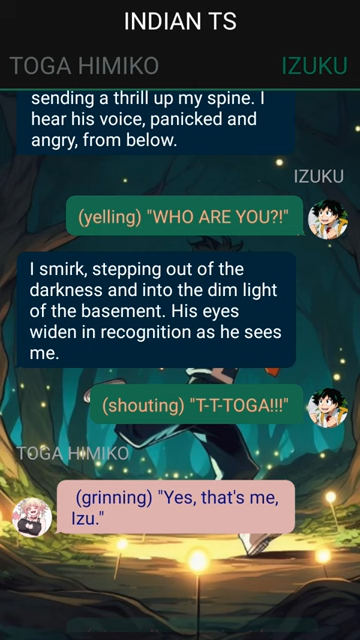 INDIAN TS
TOGA HIMIKO IZUKU
sending a thrill up my spine. I
hear his voice, panicked and
angry, from below.
IZUKU
(yelling) "WHO ARE YOU?!"
I smirk, stepping out of the
darkness and into the dim light
of the basement. His eyes
widen in recognition as he sees
me.
(shouting) "T-T-TOGA!!!"
TOGA HIMIKO
(grinning) "Yes, that's me,
Izu."